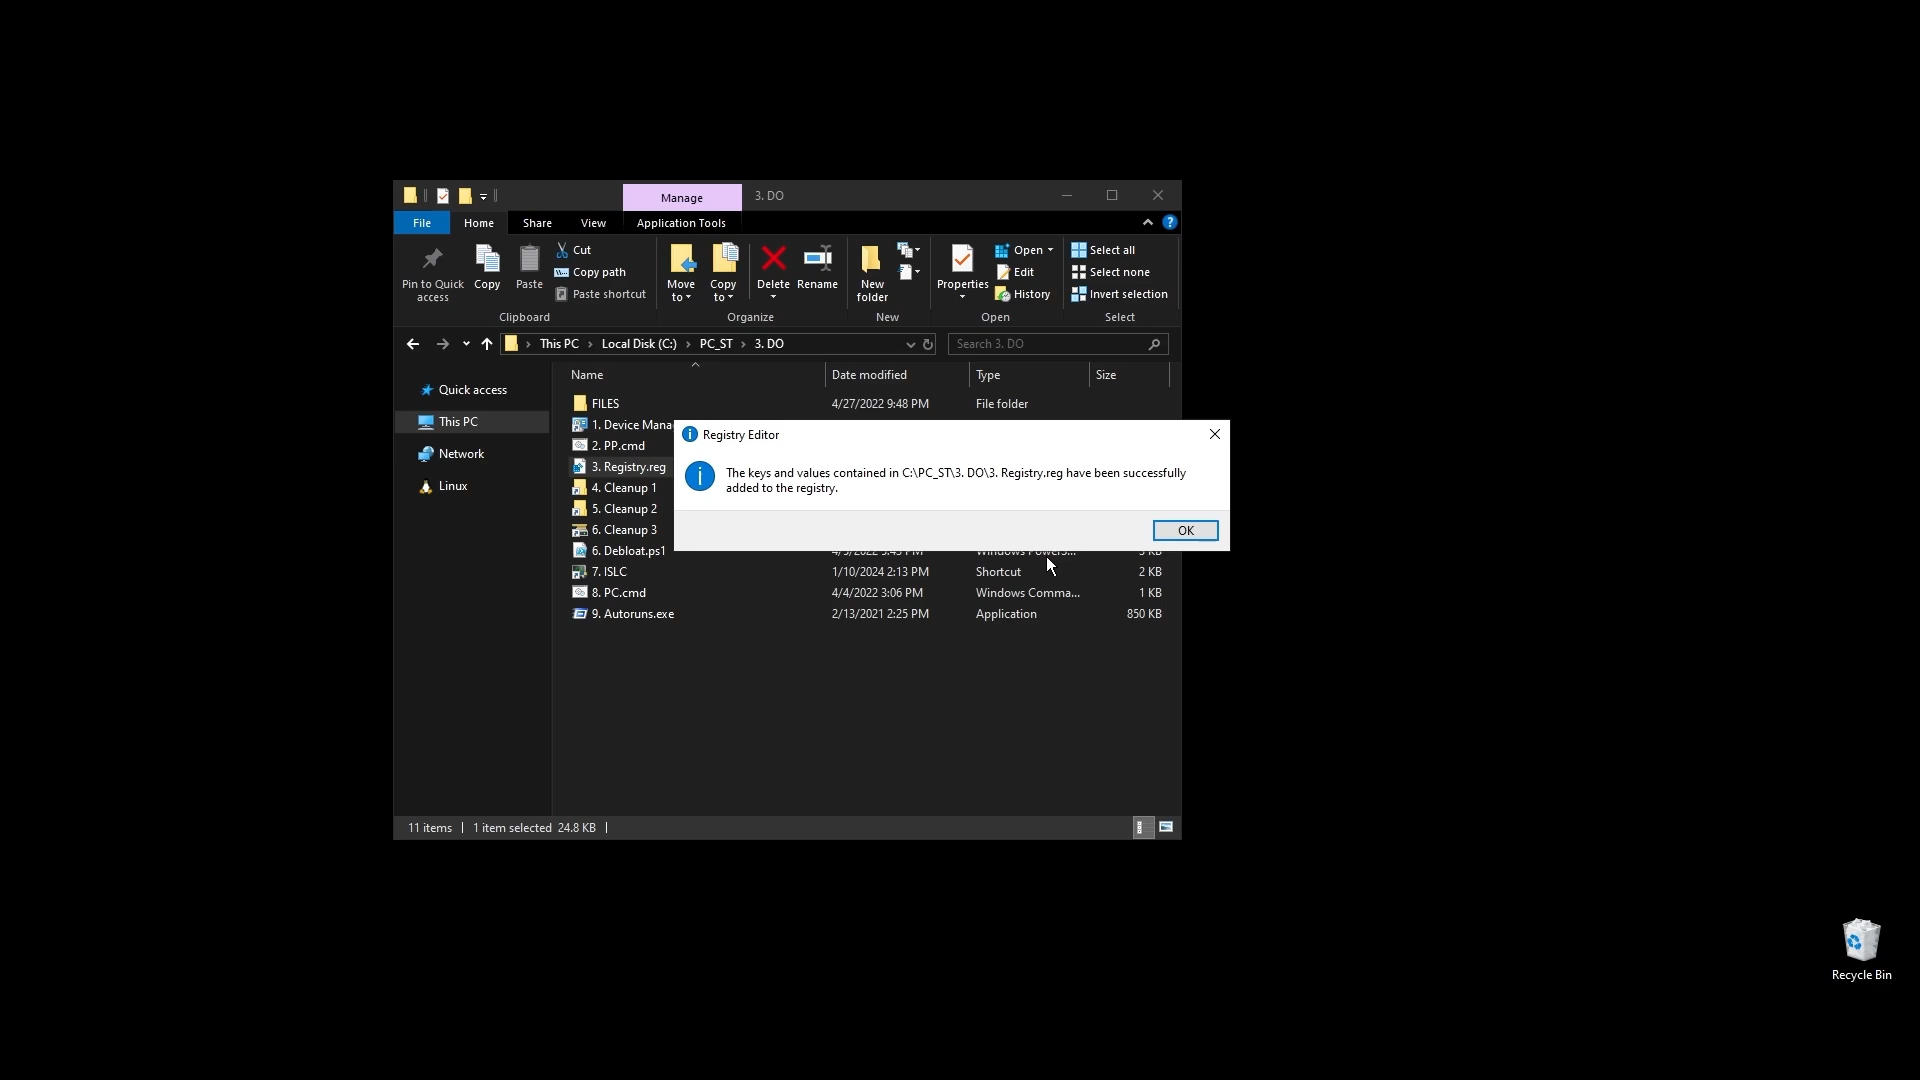 Manage
3. DO
File
Home
Share
View
Application Tools
?
Pin to Quick
access
Copy
Paste
Cut
Copy path
Paste shortcut
Move
to
Copy
to
Delete
Rename
New
folder
Properties
Open
Edit
History
Select all
Select none
Invert selection
Clipboard
Organize
New
Open
Select
This PC
Local Disk (C:)
PC_ST
3. DO
Search 3. DO
Name
Date modified
Type
Size
Quick access
This PC
Network
Linux
FILES
4/27/2022 9:48 PM
File folder
1. Device Mana
2. PP.cmd
3. Registry.reg
4. Cleanup 1
5. Cleanup 2
6. Cleanup 3
6. Debloat.ps1
7. ISLC
1/10/2024 2:13 PM
Shortcut
2 KB
8. PC.cmd
4/4/2022 3:06 PM
Windows Comma...
1 KB
9. Autoruns.exe
2/13/2021 2:25 PM
Application
850 KB
Registry Editor
The keys and values contained in C:\PC_ST\3. DO\3. Registry.reg have been successfully
added to the registry.
OK
11 items
1 item selected 24.8 KB
Recycle Bin